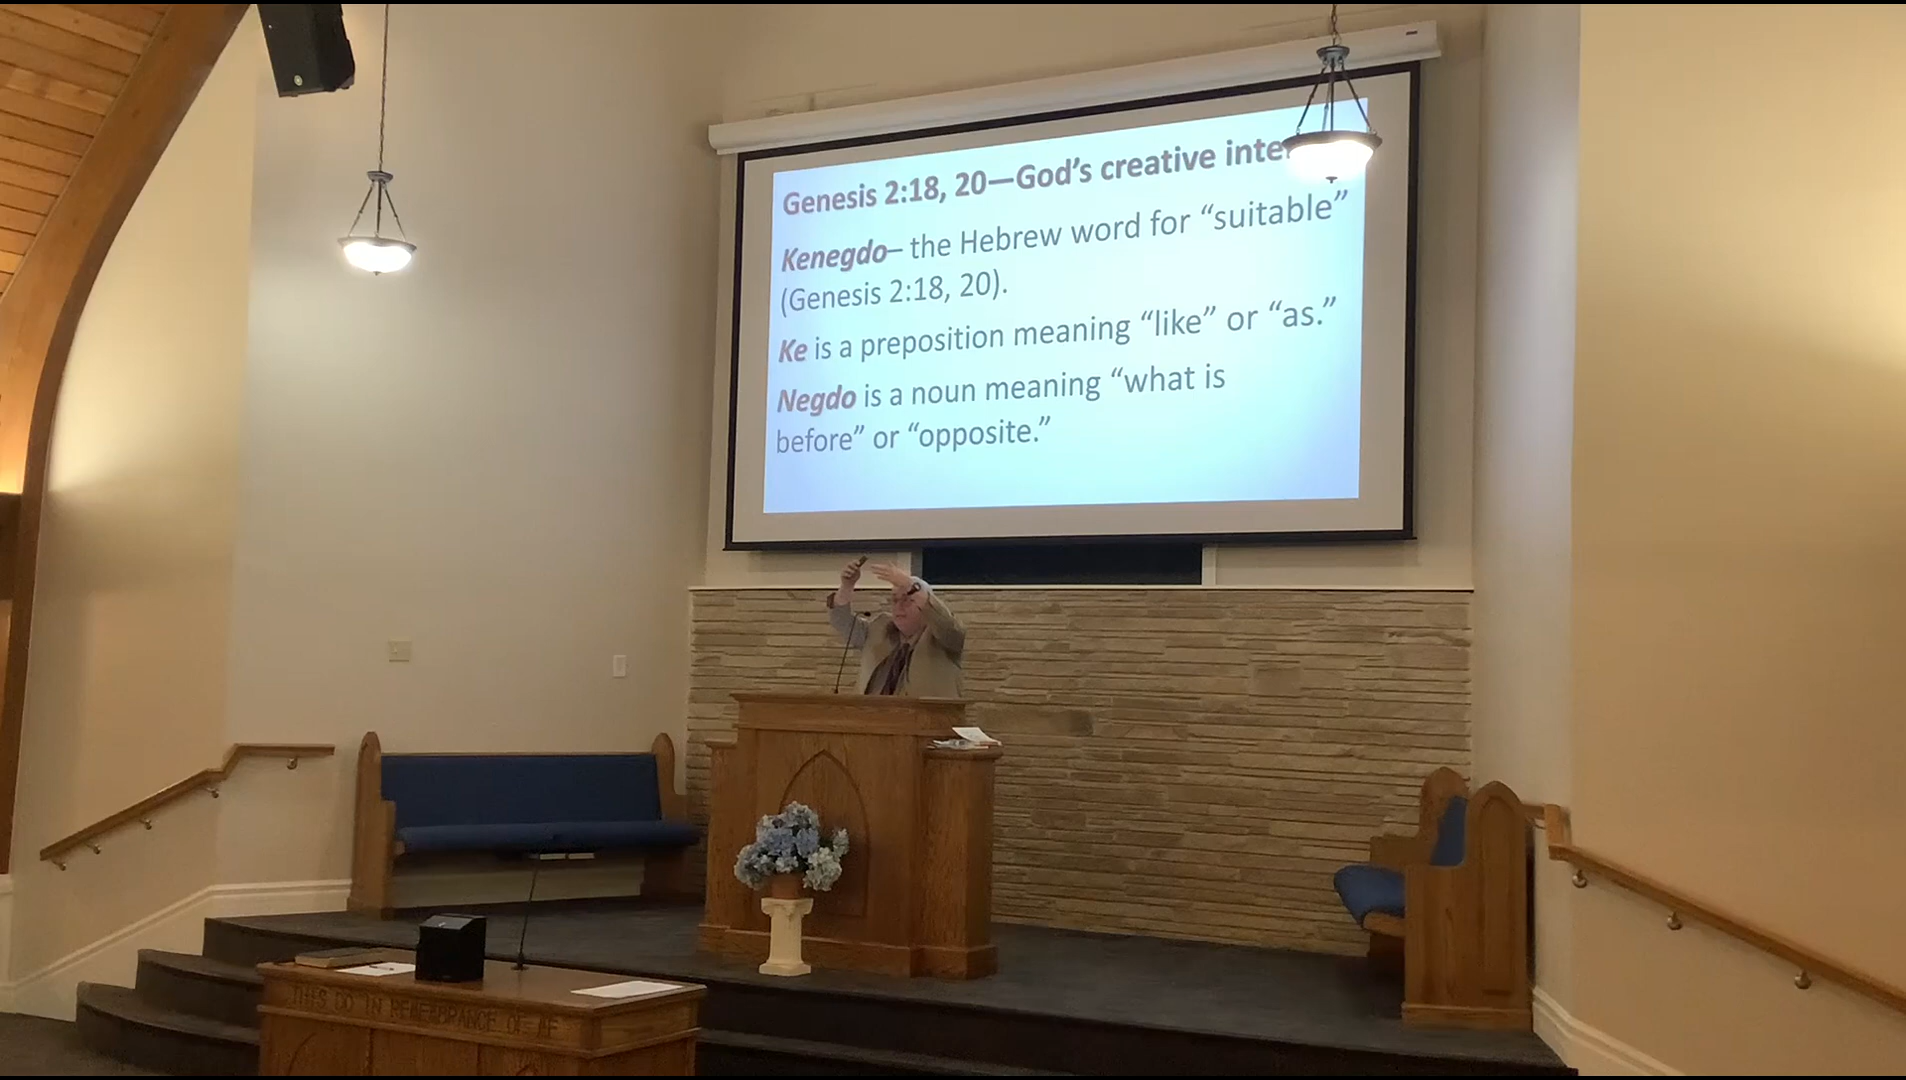 Genesis 2:18, 20—God's creative
Kenegdo– the Hebrew word for “suitable”
(Genesis 2:18, 20).
Ke is a preposition meaning “like” or “as.”
Negdo is a noun meaning “what is
before” or “opposite.”
THIS DO IN REMEMBRANCE OF ME